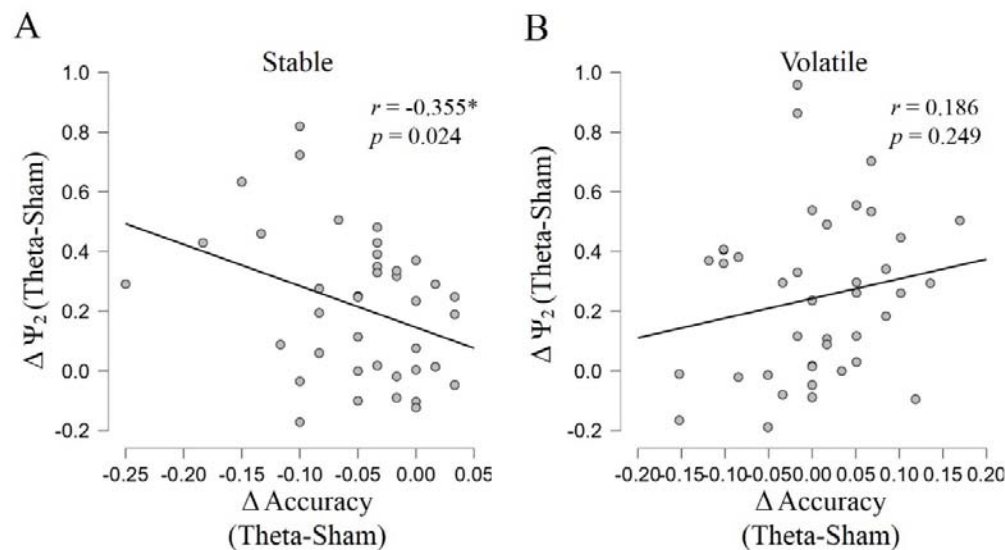 A
Stable
r = -0.355*
p = 0.024
1.0
0.8
0.6
0.4
0.2
0.0
-0.2
Δ Ψ₂ (Theta-Sham)
-0.25 -0.20 -0.15 -0.10 -0.05 0.00 0.05
Δ Accuracy
(Theta-Sham)
B
Volatile
r = 0.186
p = 0.249
1.0
0.8
0.6
0.4
0.2
0.0
-0.2
Δ Ψ₂ (Theta-Sham)
-0.20 -0.15 -0.10 -0.05 0.00 0.05 0.10 0.15 0.20
Δ Accuracy
(Theta-Sham)